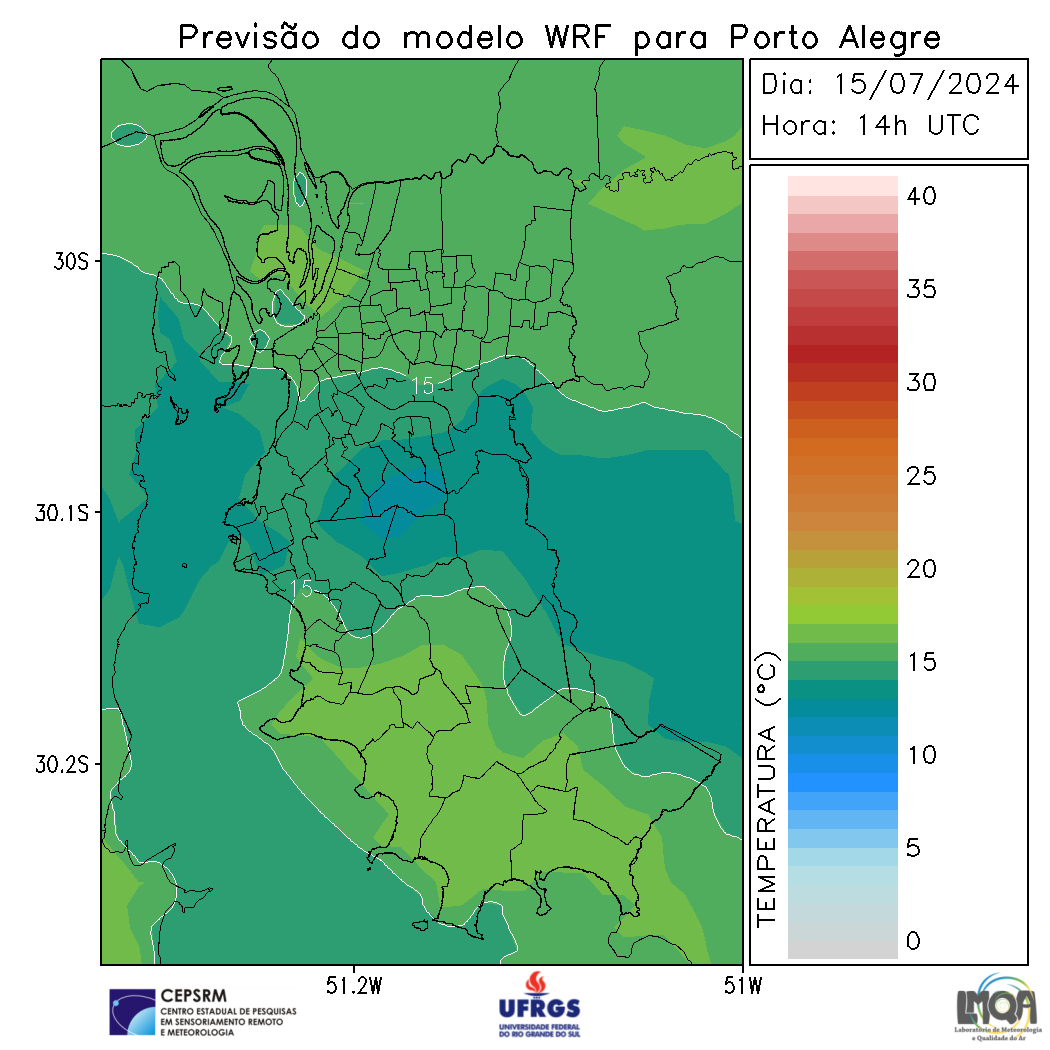 Previsão do modelo WRF para Porto Alegre
Dia: 15/07/2024
Hora: 14h UTC
40
35
30
25
20
15
10
5
0
TEMPERATURA (°C)
30S
30.1S
30.2S
51.2W
51W
15
15
CEPSRM
CENTRO ESTADUAL DE PESQUISAS
EM SENSORIAMENTO REMOTO
E METEOROLOGIA
UFRGS
UNIVERSIDADE FEDERAL
DO RIO GRANDE DO SUL
LMQA
Laboratório de Meteorologia
e Qualidade do Ar